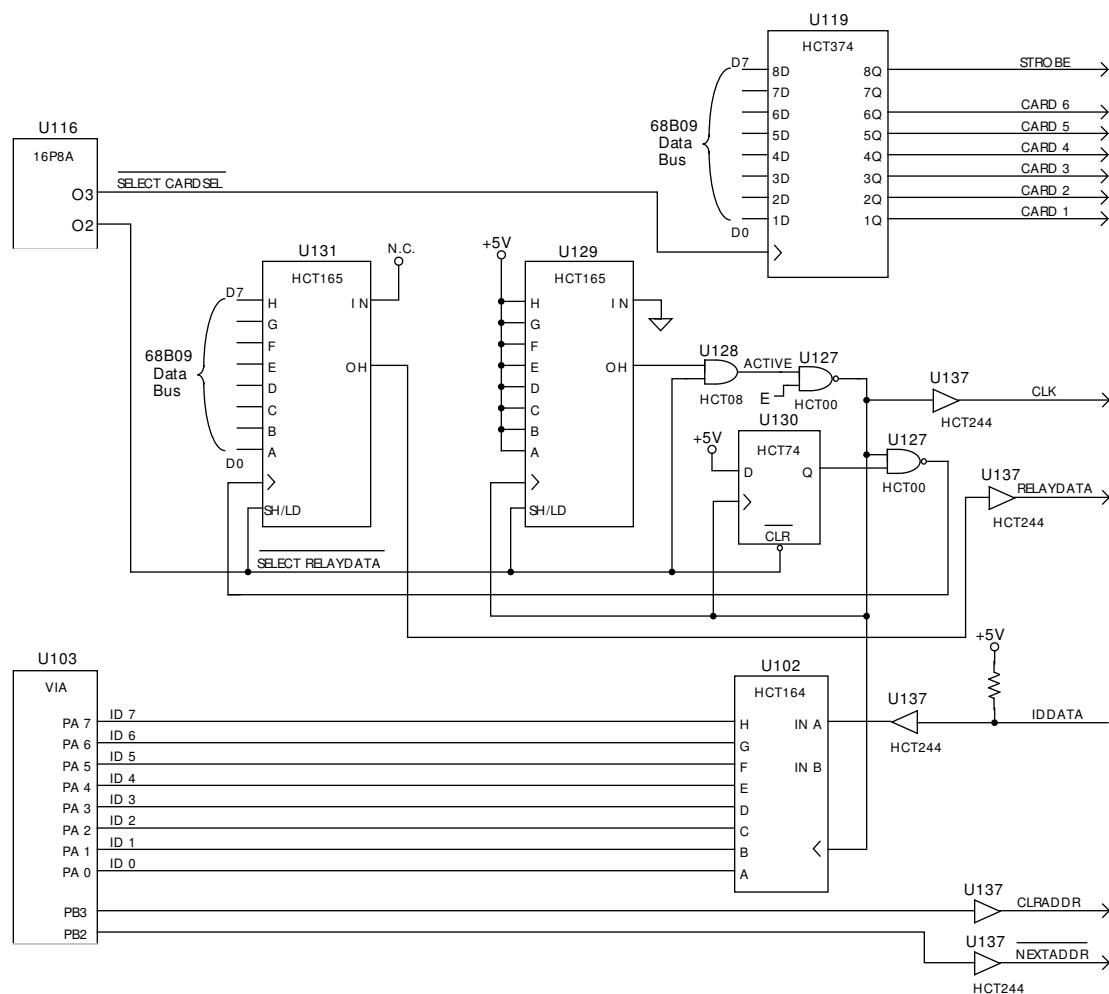 U119
HCT374
D7
8D
8Q
STROBE
7D
7Q
6D
6Q
CARD 6
5D
5Q
CARD 5
4D
4Q
CARD 4
3D
3Q
CARD 3
2D
2Q
CARD 2
1D
1Q
CARD 1
D0
68B09
Data
Bus
U116
16P8A
O3
O2
SELECT CARDSEL
U131
HCT165
N.C.
D7
H
IN
G
F
E
OH
D
C
B
A
D0
SH/LD
68B09
Data
Bus
+5V
U129
HCT165
H
IN
G
F
E
OH
D
C
B
A
SH/LD
U128
HCT08
ACTIVE
E
U127
HCT00
U137
HCT244
CLK
U130
HCT74
+5V
D
Q
CLR
U127
HCT00
U137
HCT244
RELAYDATA
SELECT RELAYDATA
U103
VIA
PA 7
ID 7
PA 6
ID 6
PA 5
ID 5
PA 4
ID 4
PA 3
ID 3
PA 2
ID 2
PA 1
ID 1
PA 0
ID 0
PB3
PB2
U102
HCT164
H
IN A
G
F
IN B
E
D
C
B
A
U137
HCT244
+5V
IDDATA
U137
CLRADDR
U137
HCT244
NEXTADDR